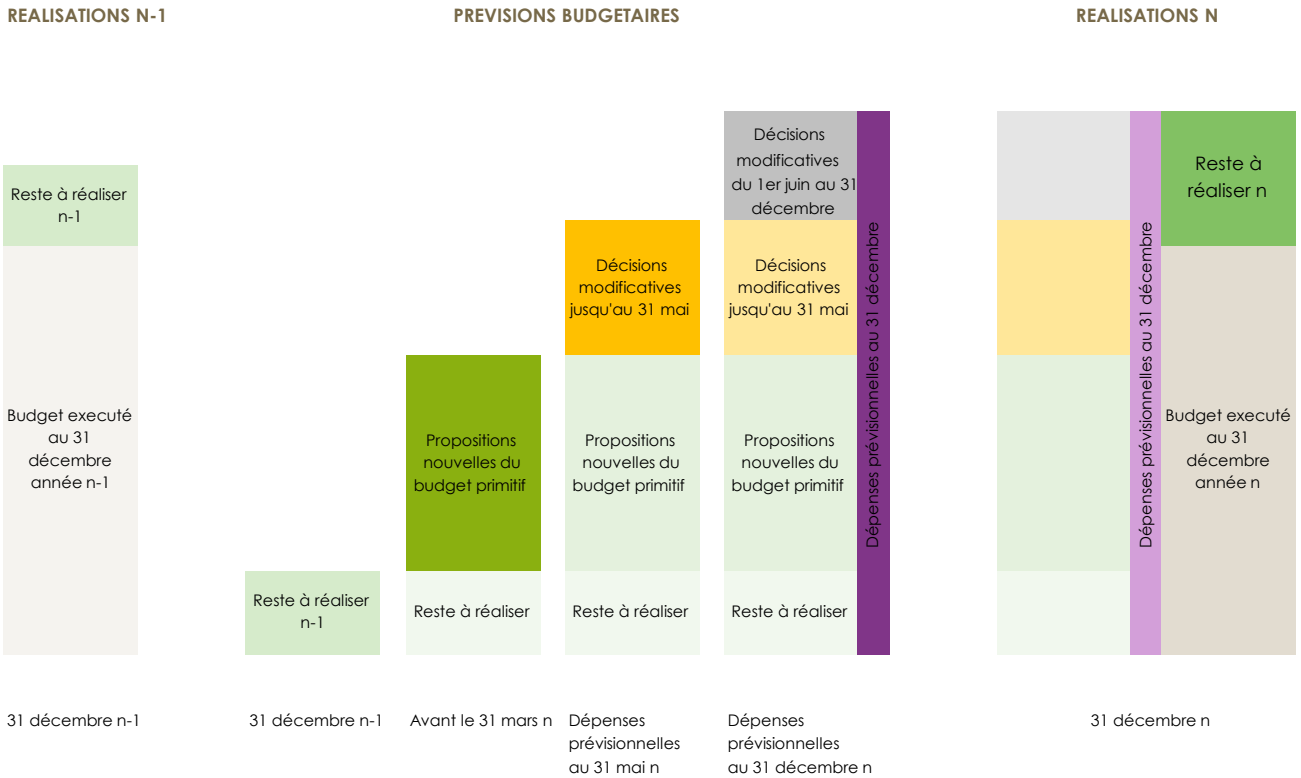 REALISATIONS N-1
PREVISIONS BUDGETAIRES
REALISATIONS N
Reste à réaliser
n-1
Budget executé
au 31
décembre
année n-1
Reste à réaliser
n-1
Propositions
nouvelles du
budget primitif
Reste à réaliser
Décisions
modificatives
jusqu'au 31 mai
Propositions
nouvelles du
budget primitif
Reste à réaliser
Décisions
modificatives
du 1er juin au 31
décembre
Décisions
modificatives
jusqu'au 31 mai
Propositions
nouvelles du
budget primitif
Reste à réaliser
Dépenses prévisionnelles au 31 décembre
Dépenses prévisionnelles au 31 décembre
Reste à
réaliser n
Budget executé
au 31
décembre
année n
31 décembre n-1
31 décembre n-1
Avant le 31 mars n
Dépenses
prévisionnelles
au 31 mai n
Dépenses
prévisionnelles
au 31 décembre n
31 décembre n